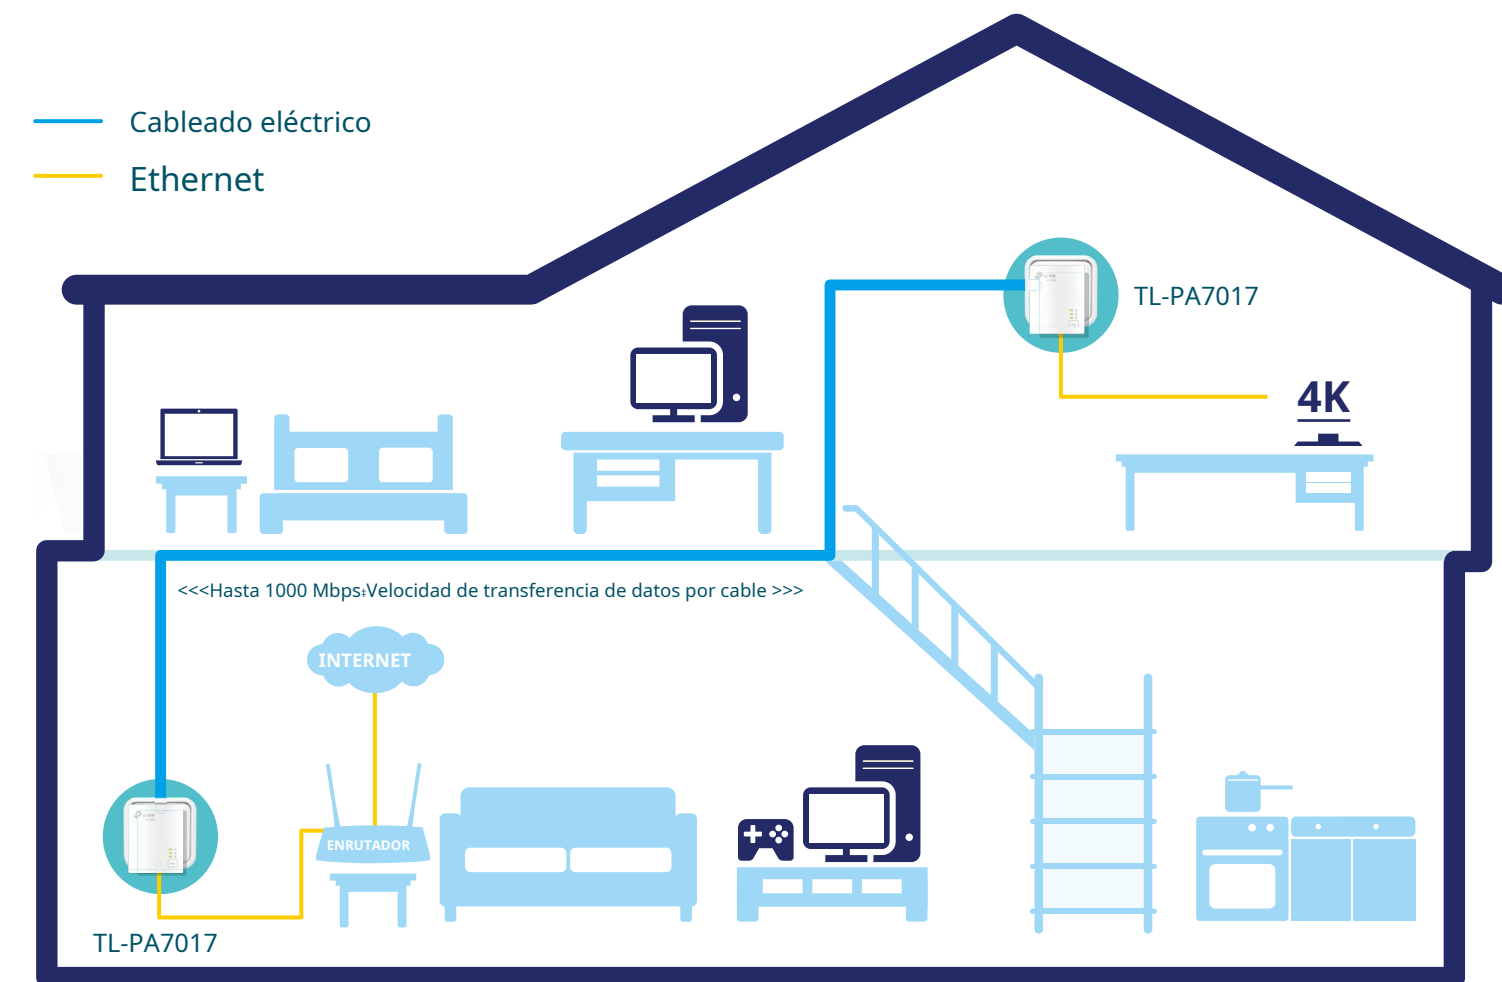 Cableado eléctrico
Ethernet
TL-PA7017
4K
<<<Hasta 1000 Mbps‡Velocidad de transferencia de datos por cable >>>
INTERNET
ENRUTADOR
TL-PA7017